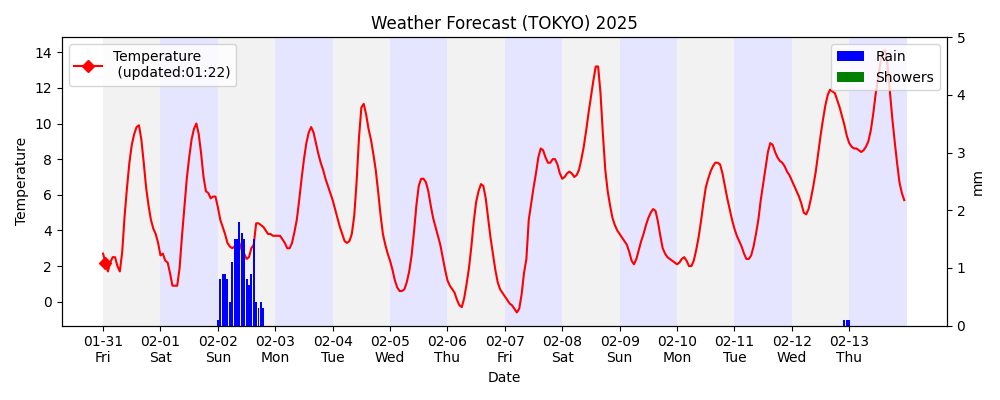 Weather Forecast (TOKYO) 2025
Temperature
(updated:01:22)
Rain
Showers
14
12
10
8
6
4
2
0
Temperature
5
4
3
2
1
0
mm
01-31 02-01 02-02 02-03 02-04 02-05 02-06 02-07 02-08 02-09 02-10 02-11 02-12 02-13
Fri Sat Sun Mon Tue Wed Thu Fri Sat Sun Mon Tue Wed Thu
Date